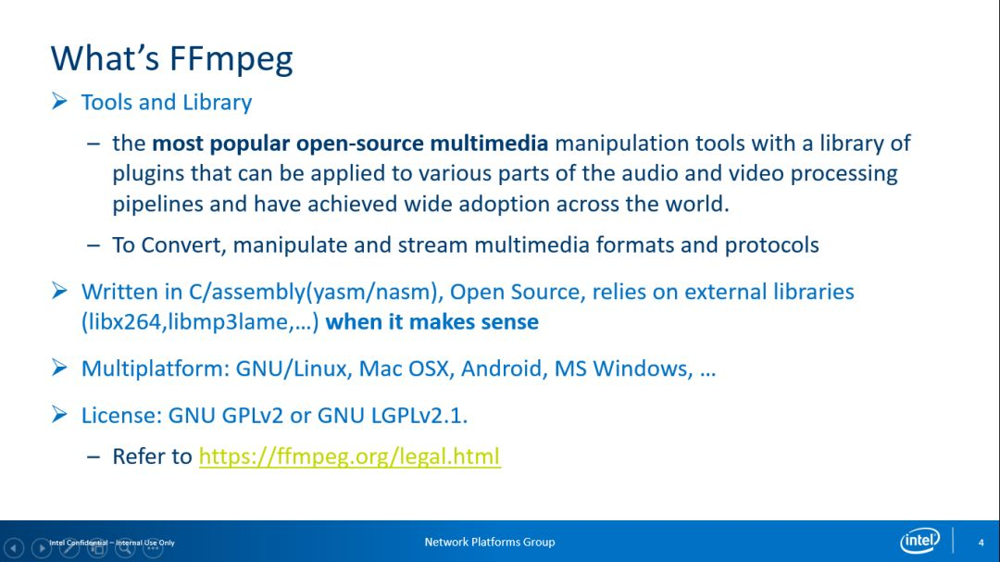 What’s FFmpeg
➢ Tools and Library
– the most popular open-source multimedia manipulation tools with a library of
plugins that can be applied to various parts of the audio and video processing
pipelines and have achieved wide adoption across the world.
– To Convert, manipulate and stream multimedia formats and protocols
➢ Written in C/assembly(yasm/nasm), Open Source, relies on external libraries
(libx264,libmp3lame,…) when it makes sense
➢ Multiplatform: GNU/Linux, Mac OSX, Android, MS Windows, …
➢ License: GNU GPLv2 or GNU LGPLv2.1.
– Refer to https://ffmpeg.org/legal.html
Intel Confidential – Internal Use Only
Network Platforms Group
intel
4